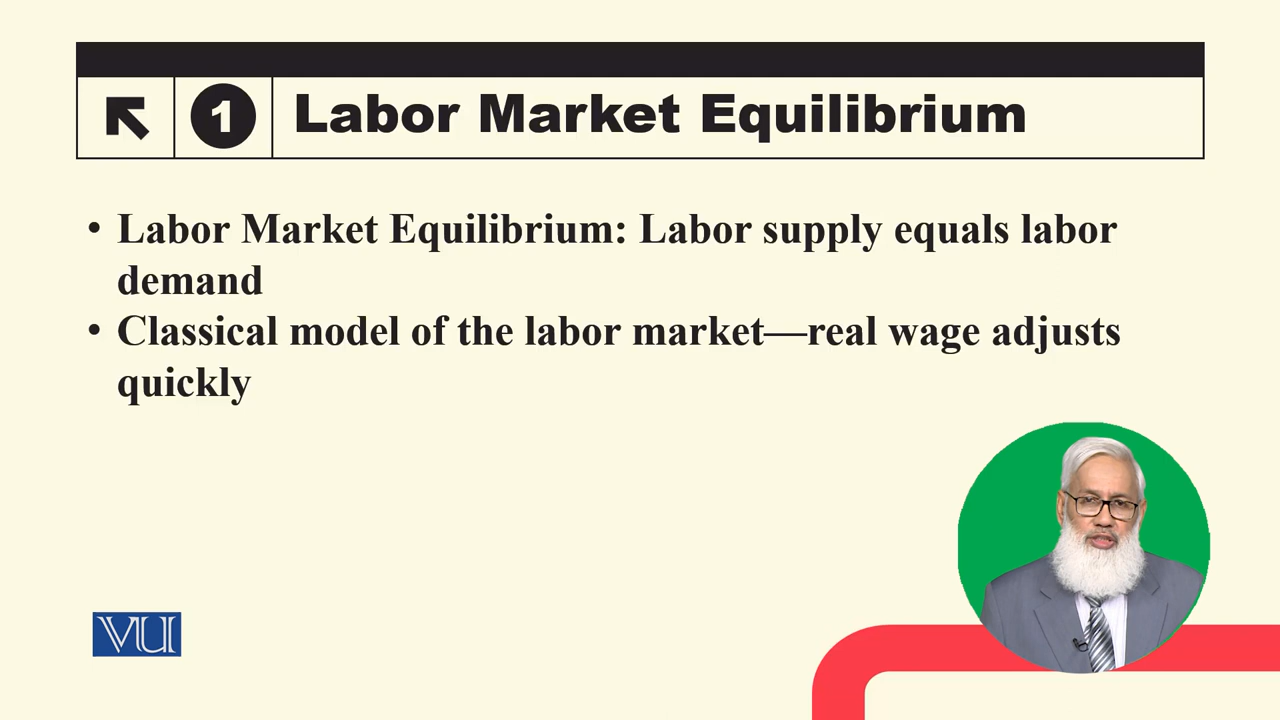 1 Labor Market Equilibrium
• Labor Market Equilibrium: Labor supply equals labor
demand
• Classical model of the labor market—real wage adjusts
quickly
VU